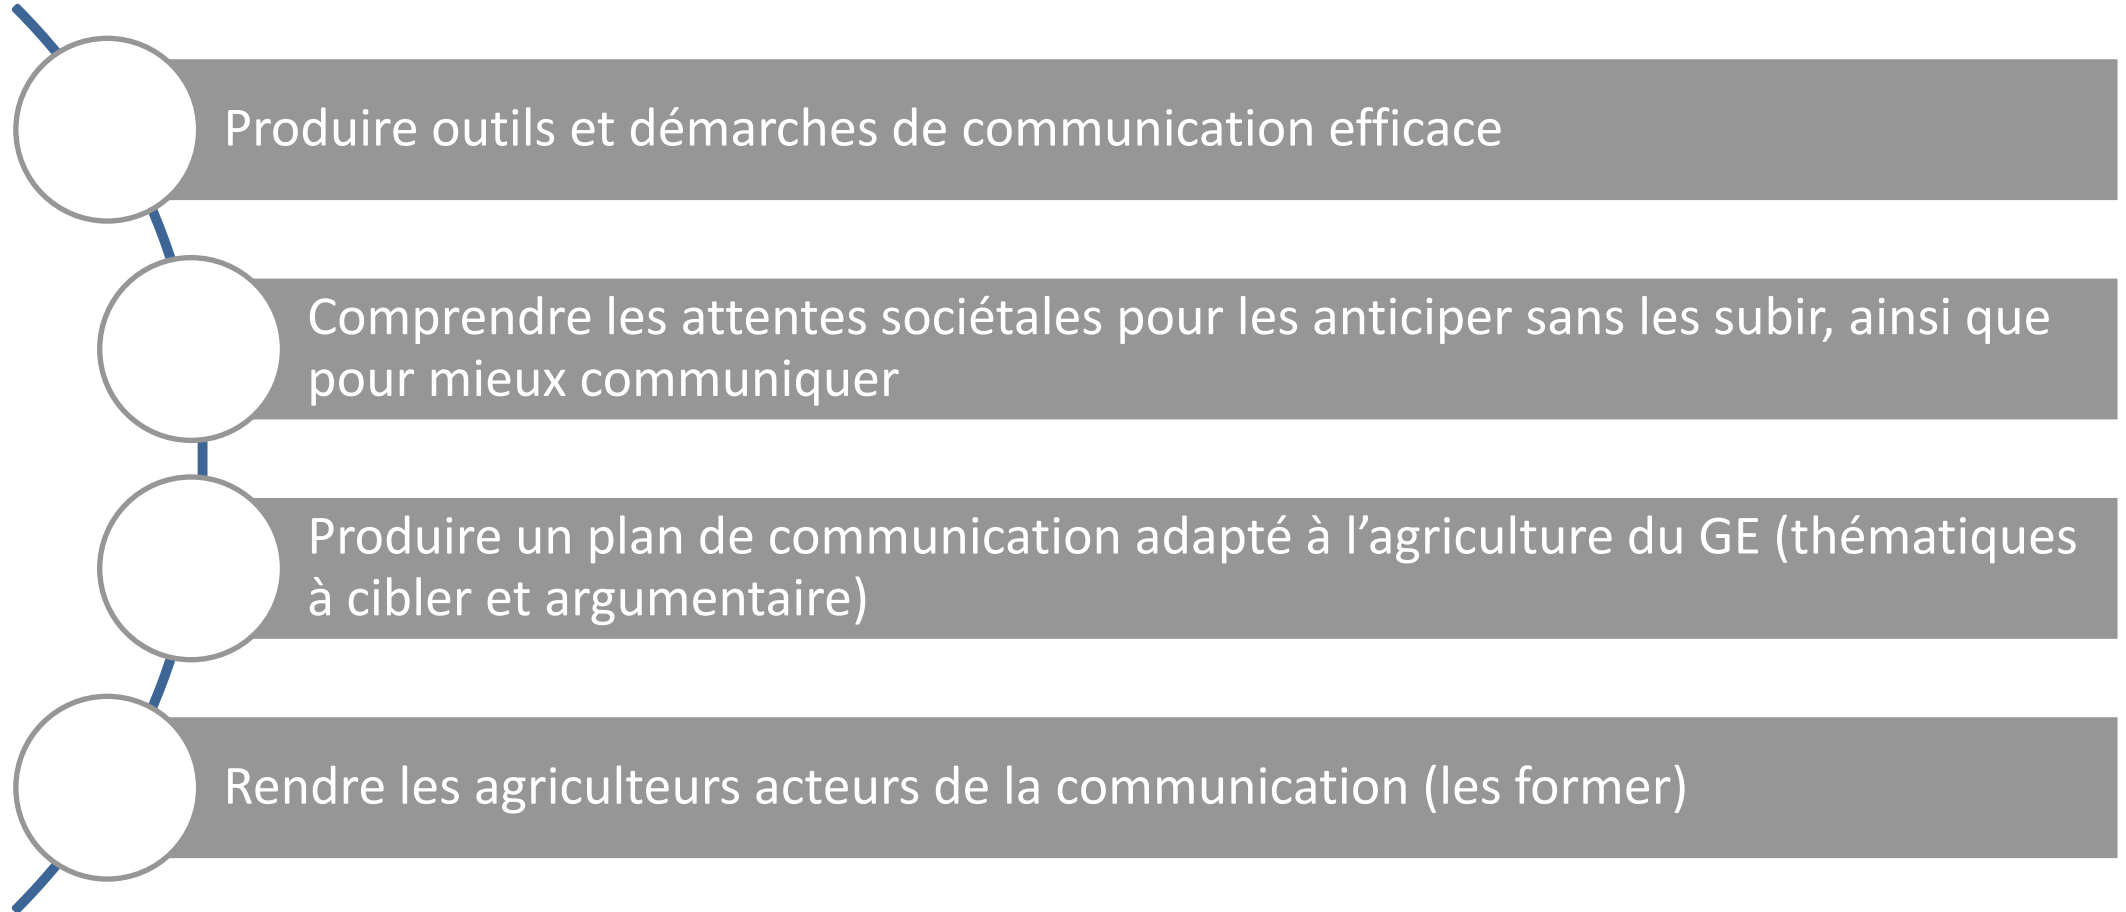 Produire outils et démarches de communication efficace
Comprendre les attentes sociétales pour les anticiper sans les subir, ainsi que
pour mieux communiquer
Produire un plan de communication adapté à l’agriculture du GE (thématiques
à cibler et argumentaire)
Rendre les agriculteurs acteurs de la communication (les former)